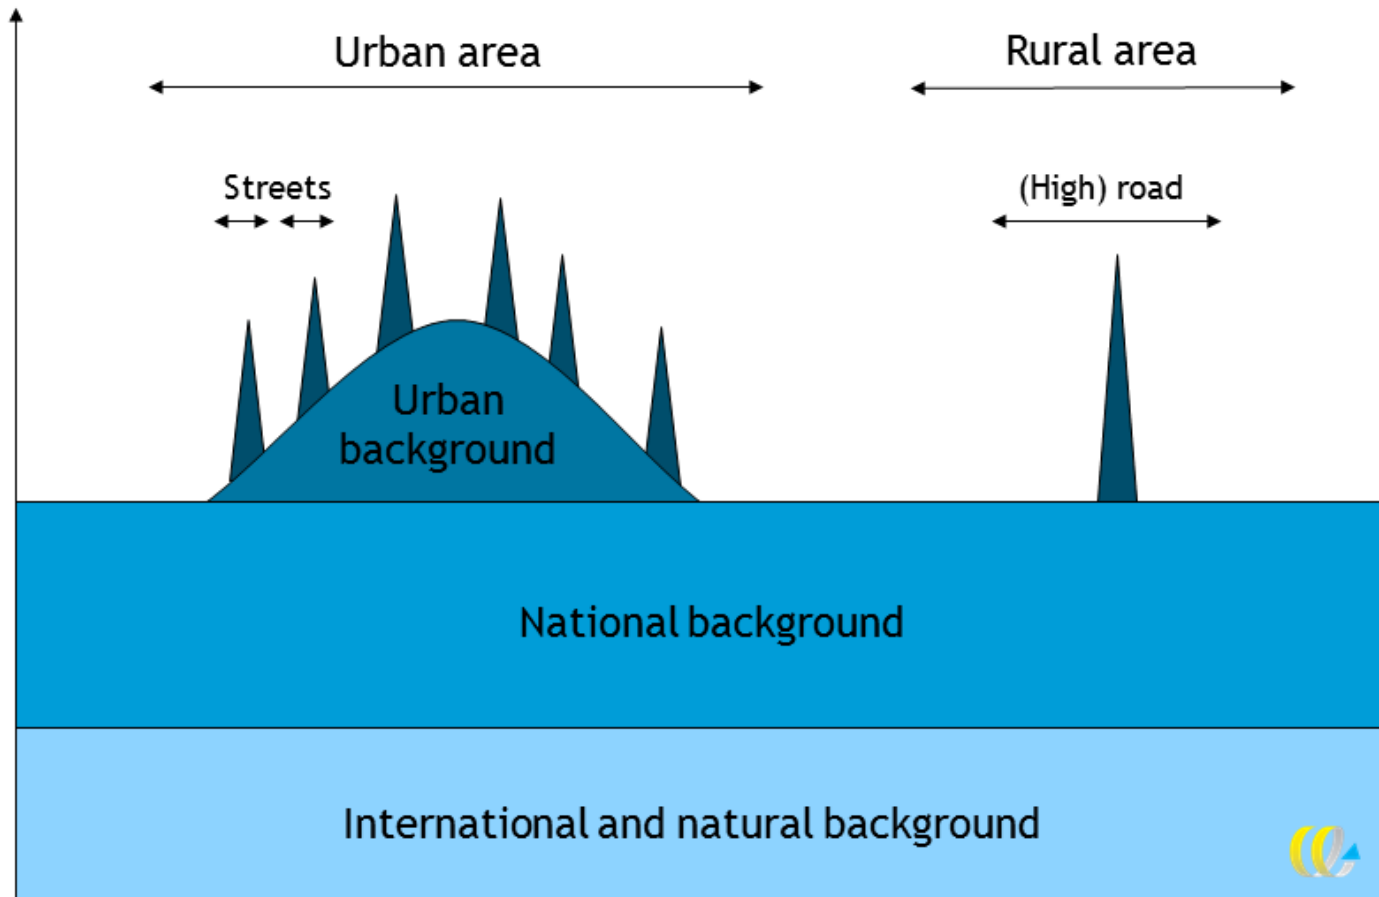 Urban area
Rural area
Streets
(High) road
Urban
background
National background
International and natural background